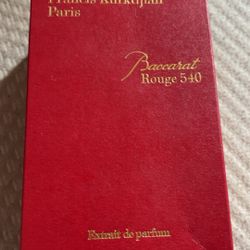 Francis Kurkdjian
Paris
Baccarat
Rouge 540
Extrait de parfum